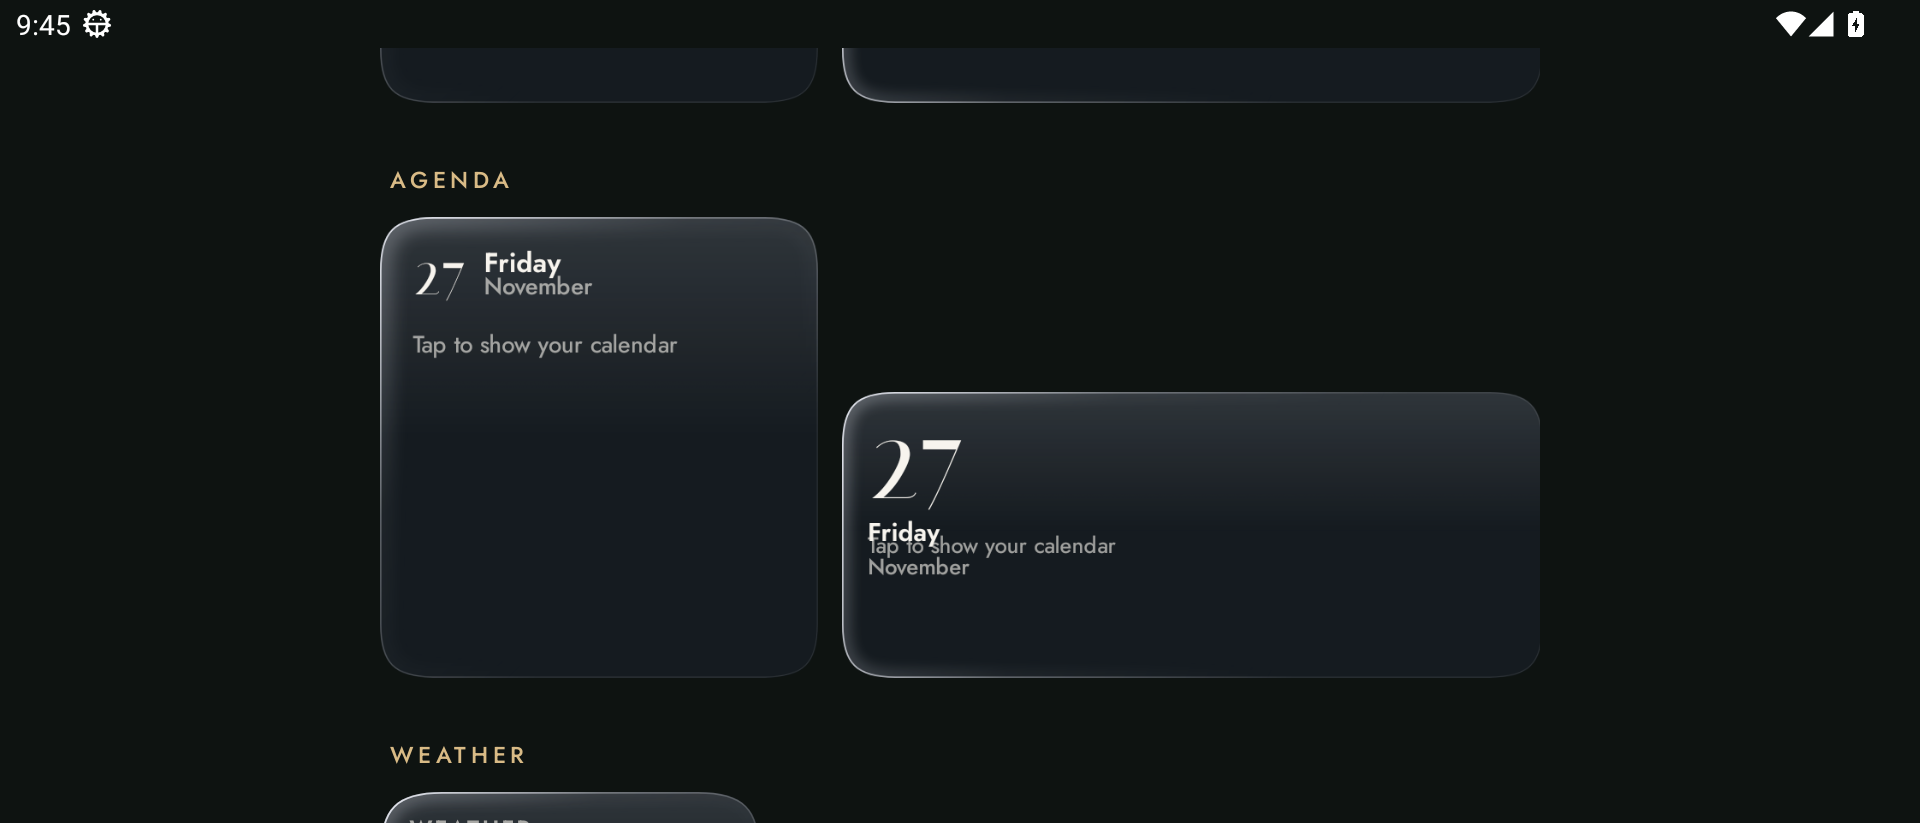 9:45
AGENDA
27
Friday
November
Tap to show your calendar
27
Friday
Tap to show your calendar
November
WEATHER
WEATHER